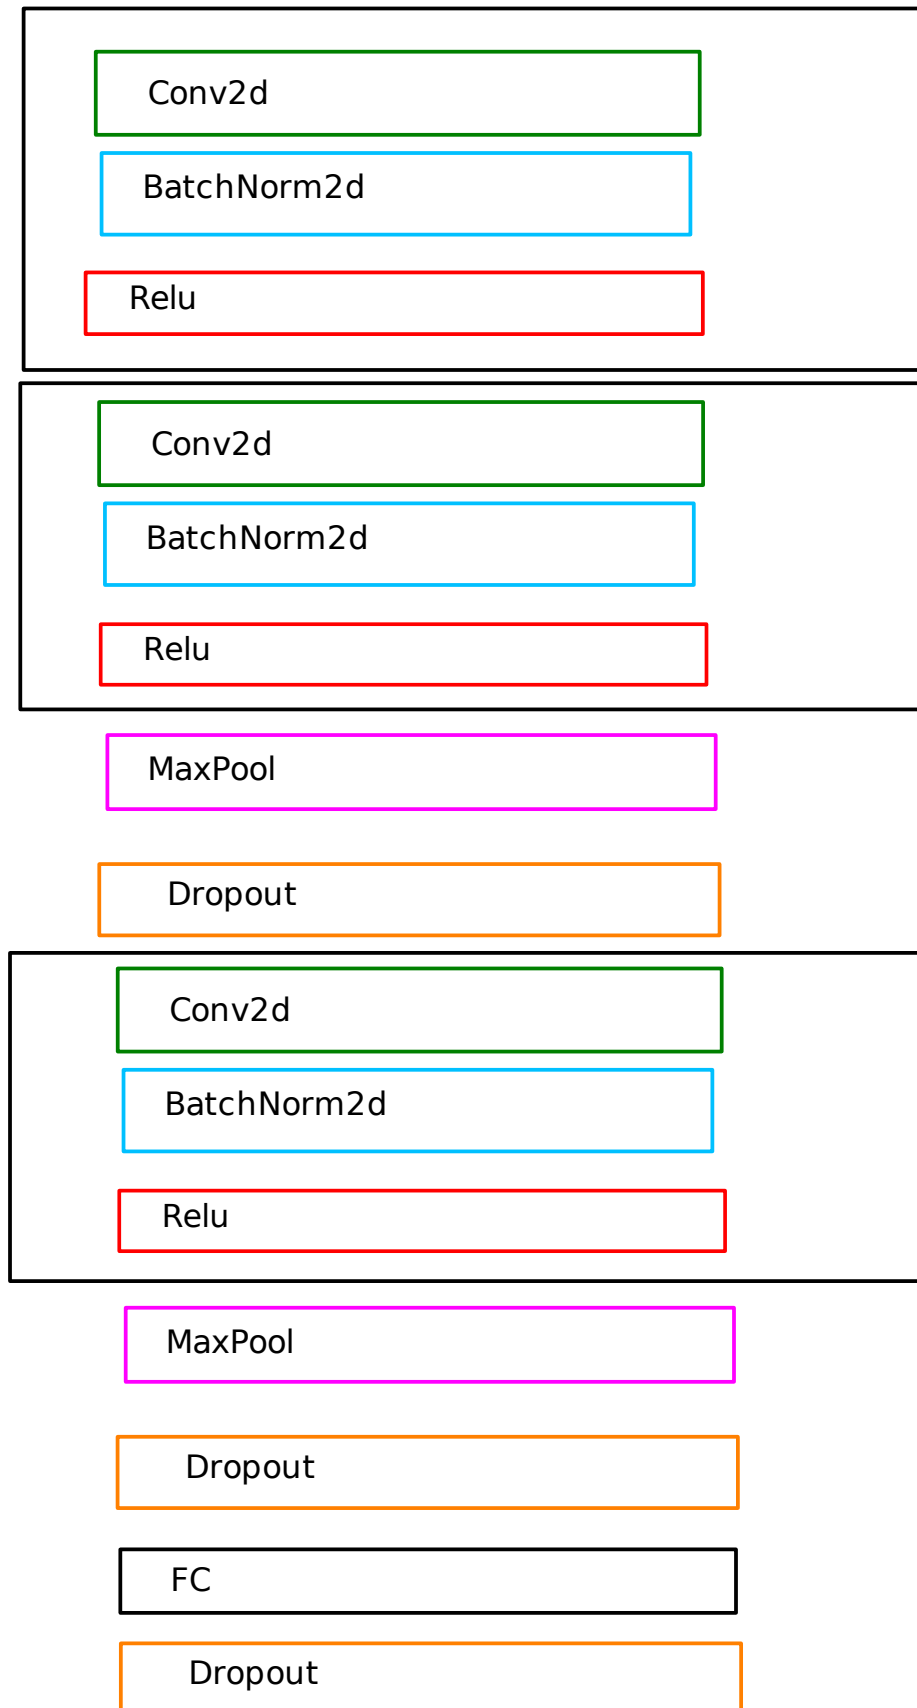 Conv2d
BatchNorm2d
Relu
Conv2d
BatchNorm2d
Relu
MaxPool
Dropout
Conv2d
BatchNorm2d
Relu
MaxPool
Dropout
FC
Dropout